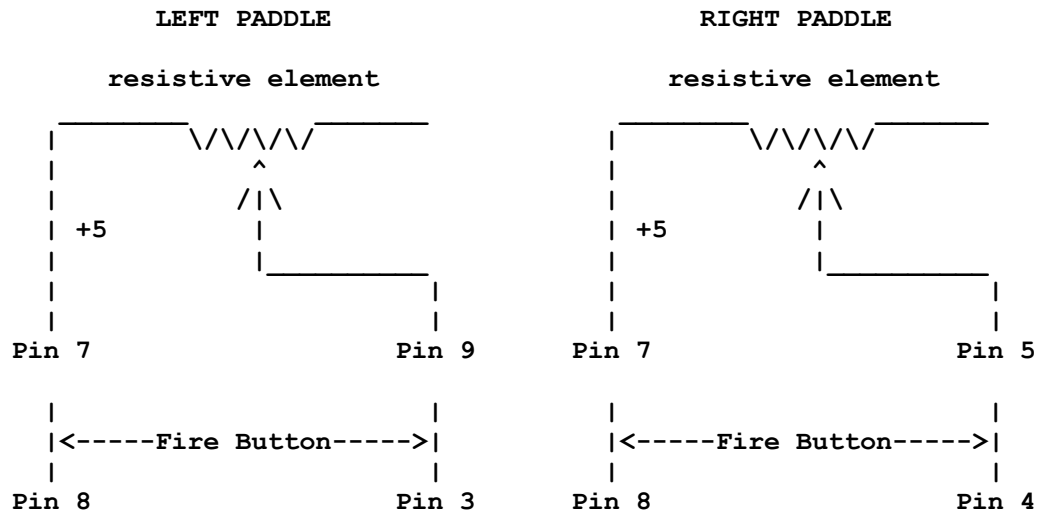 LEFT PADDLE RIGHT PADDLE
resistive element resistive element
+5 +5
Pin 7 Pin 9 Pin 7 Pin 5
|<-----Fire Button----->| |<-----Fire Button----->|
Pin 8 Pin 3 Pin 8 Pin 4